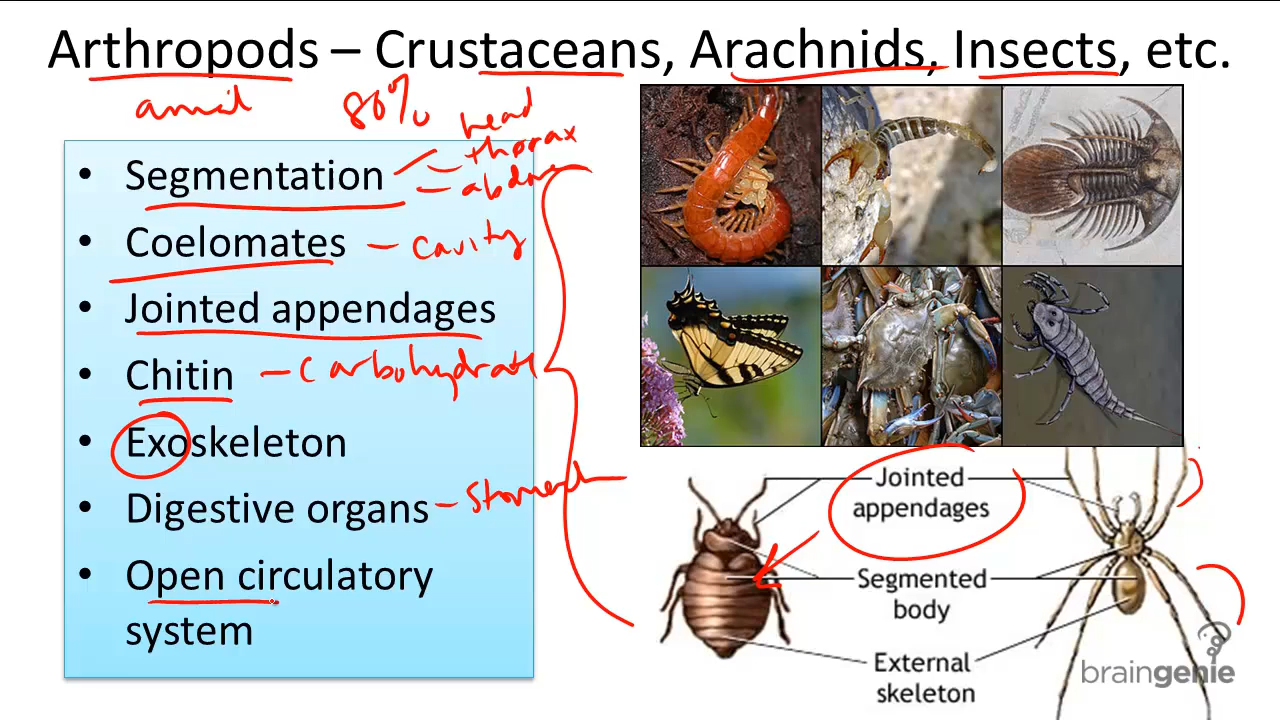 Arthropods – Crustaceans, Arachnids, Insects, etc.
80%
head
thorax
• Segmentation
• Coelomates – cavity
• Jointed appendages
• Chitin – carbohydrate
• Exoskeleton
• Digestive organs – stomach
• Open circulatory
system
Jointed
appendages
Segmented
body
External
skeleton
braingenie